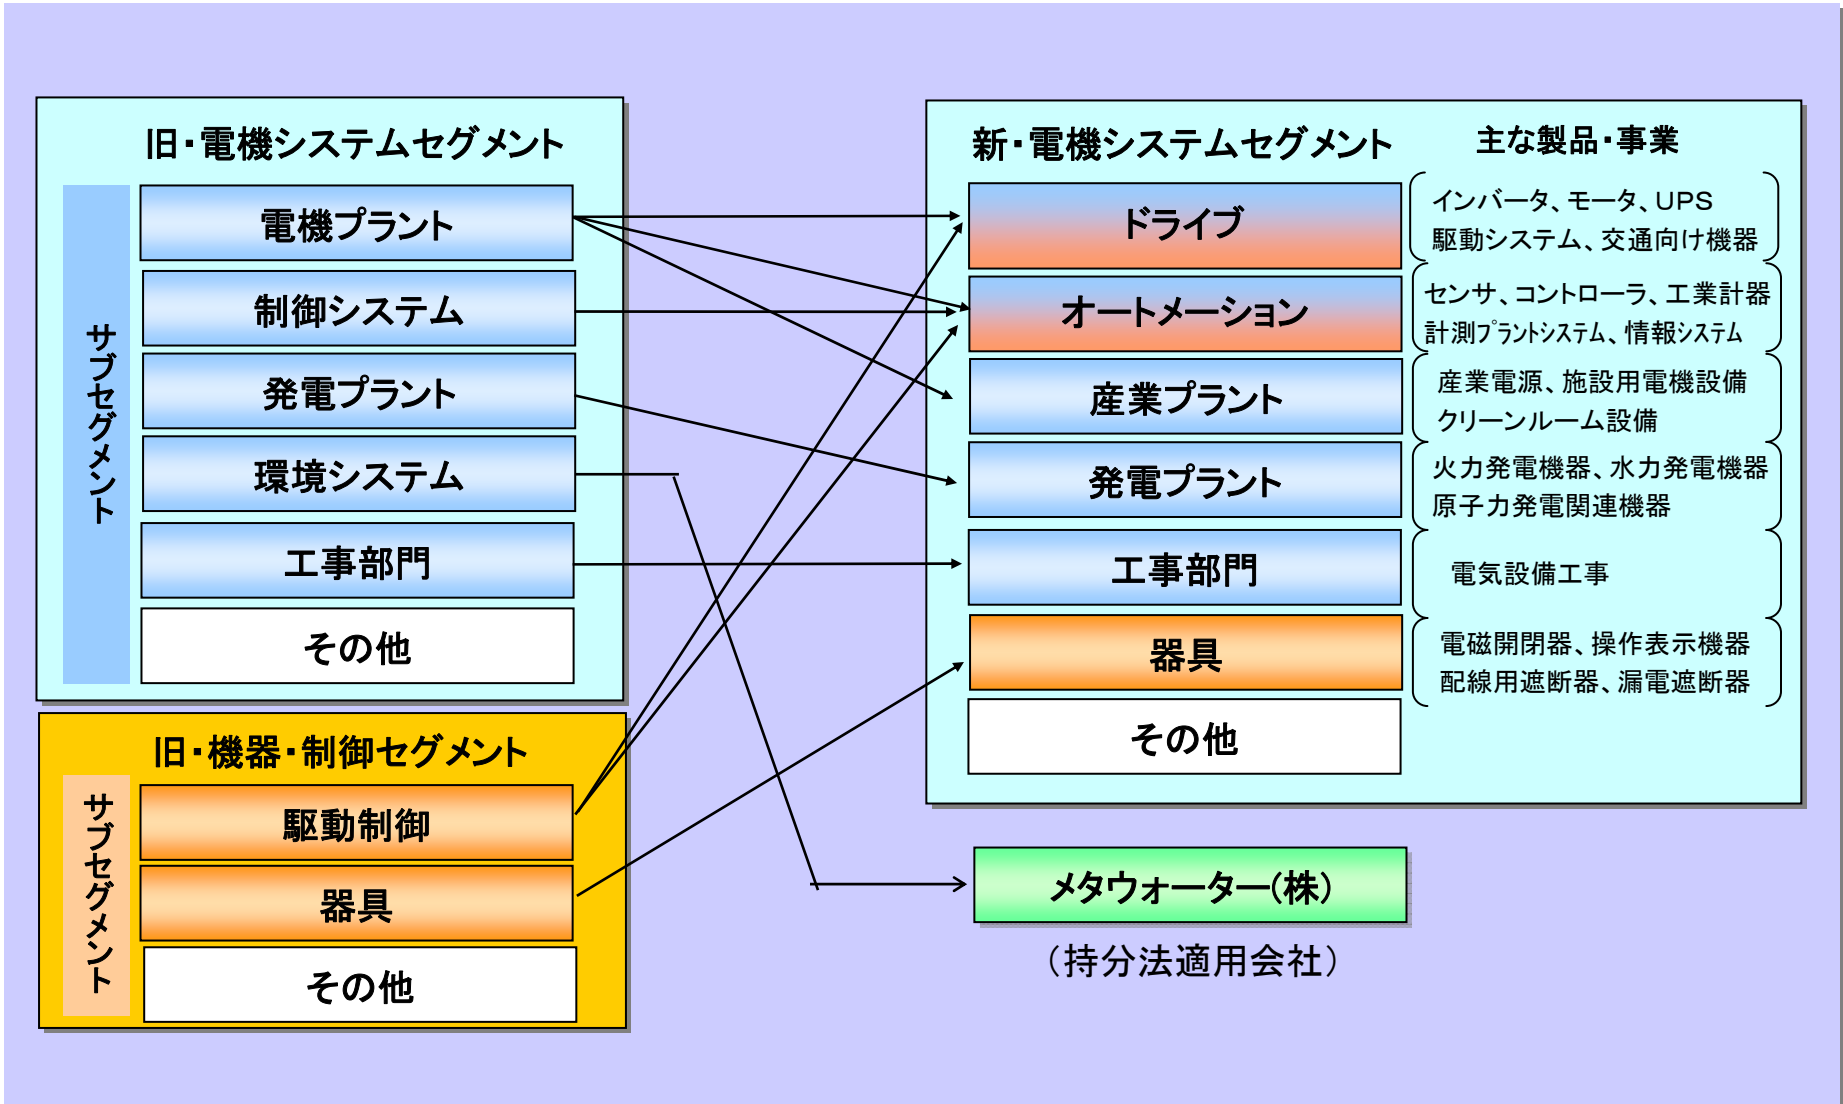 旧・電機システムセグメント
サブセグメント
電機プラント
制御システム
発電プラント
環境システム
工事部門
その他
旧・機器・制御セグメント
サブセグメント
駆動制御
器具
その他
新・電機システムセグメント
主な製品・事業
ドライブ
インバータ、モータ、UPS
駆動システム、交通向け機器
オートメーション
センサ、コントローラ、工業計器
計測プラントシステム、情報システム
産業プラント
産業電源、施設用電機設備
クリーンルーム設備
発電プラント
火力発電機器、水力発電機器
原子力発電関連機器
工事部門
電気設備工事
器具
電磁開閉器、操作表示機器
配線用遮断器、漏電遮断器
その他
メタウォーター(株)
（持分法適用会社）